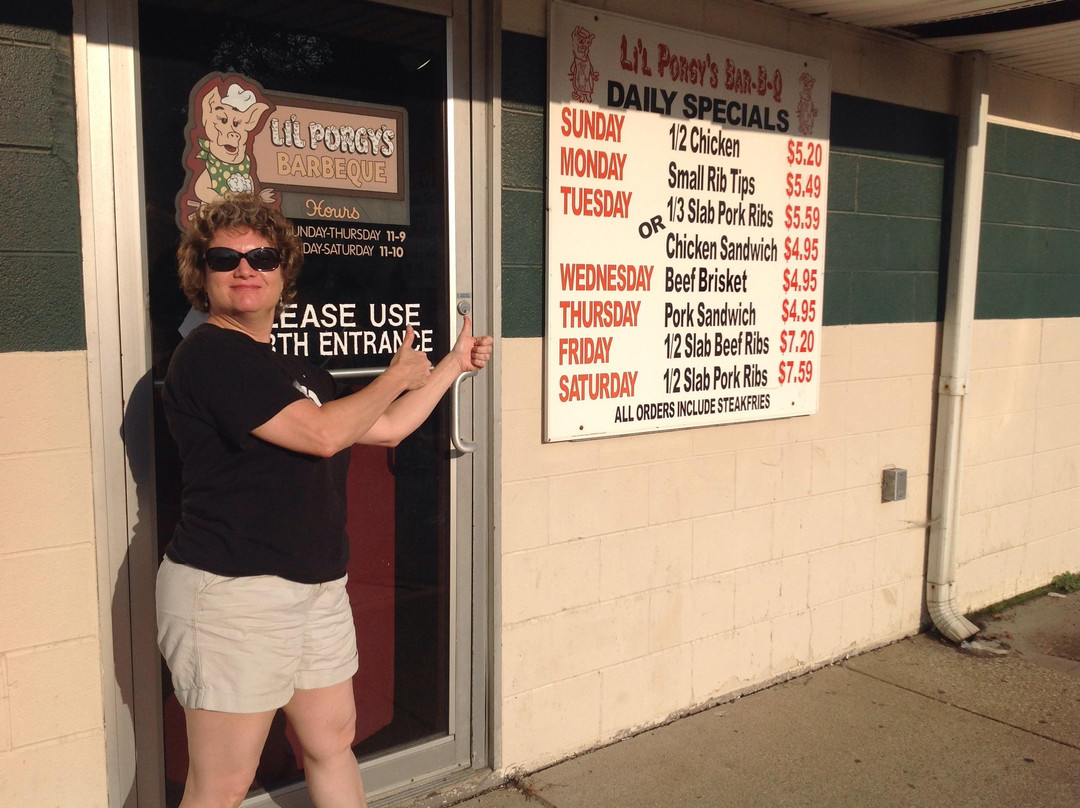 LI'L PORGY'S
BARBEQUE
Hours
UNDAY-THURSDAY 11-9
DAY-SATURDAY 11-10
EASE USE
TH ENTRANCE
LI'L PORGY'S BAR-B-Q
DAILY SPECIALS
SUNDAY 1/2 Chicken $5.20
MONDAY Small Rib Tips $5.49
TUESDAY 1/3 Slab Pork Ribs $5.59
OR Chicken Sandwich $4.95
WEDNESDAY Beef Brisket $4.95
THURSDAY Pork Sandwich $4.95
FRIDAY 1/2 Slab Beef Ribs $7.20
SATURDAY 1/2 Slab Pork Ribs $7.59
ALL ORDERS INCLUDE STEAKFRIES